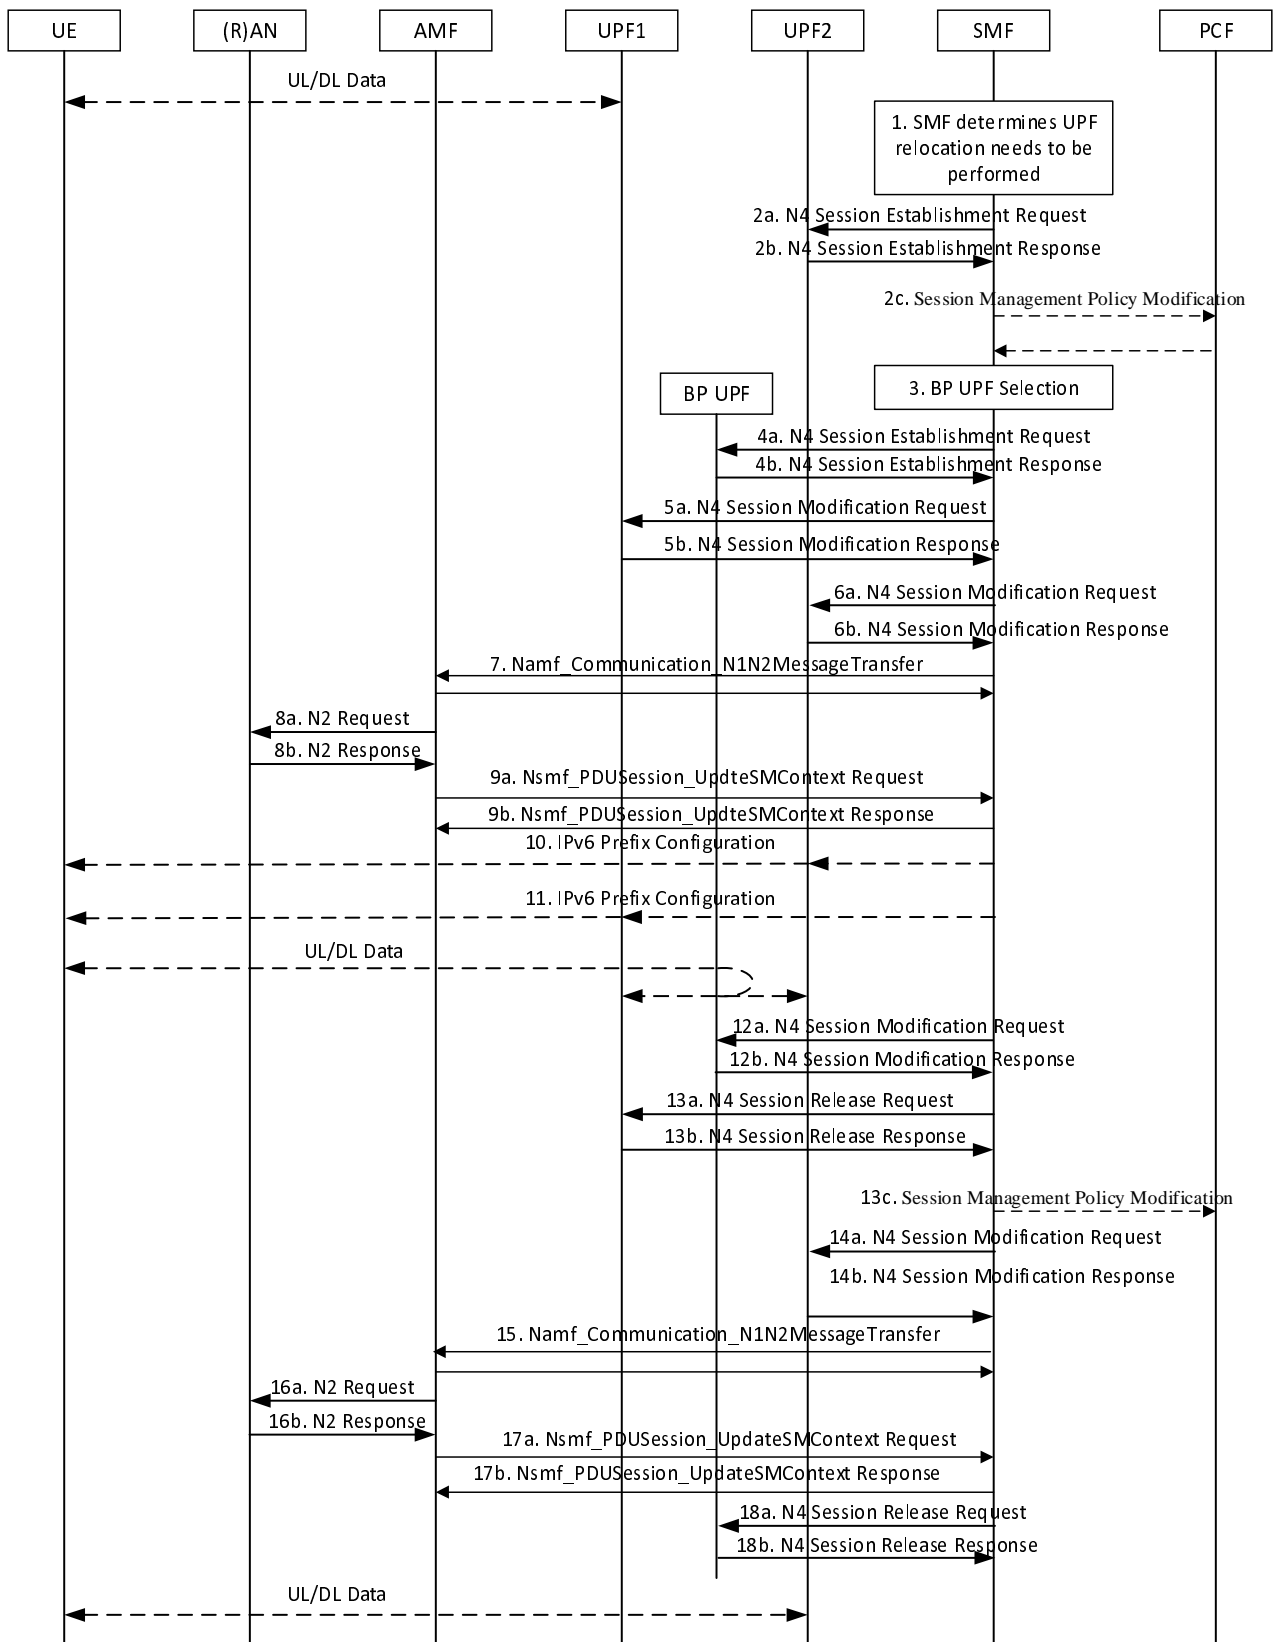 UE
(R)AN
AMF
UPF1
UPF2
SMF
PCF
UL/DL Data
1. SMF determines UPF
relocation needs to be
performed
2a. N4 Session Establishment Request
2b. N4 Session Establishment Response
2c. Session Management Policy Modification
BP UPF
3. BP UPF Selection
4a. N4 Session Establishment Request
4b. N4 Session Establishment Response
5a. N4 Session Modification Request
5b. N4 Session Modification Response
6a. N4 Session Modification Request
6b. N4 Session Modification Response
7. Namf_Communication_N1N2MessageTransfer
8a. N2 Request
8b. N2 Response
9a. Nsmf_PDUSession_UpdteSMContext Request
9b. Nsmf_PDUSession_UpdteSMContext Response
10. IPv6 Prefix Configuration
11. IPv6 Prefix Configuration
UL/DL Data
12a. N4 Session Modification Request
12b. N4 Session Modification Response
13a. N4 Session Release Request
13b. N4 Session Release Response
13c. Session Management Policy Modification
14a. N4 Session Modification Request
14b. N4 Session Modification Response
15. Namf_Communication_N1N2MessageTransfer
16a. N2 Request
16b. N2 Response
17a. Nsmf_PDUSession_UpdateSMContext Request
17b. Nsmf_PDUSession_UpdateSMContext Response
18a. N4 Session Release Request
18b. N4 Session Release Response
UL/DL Data